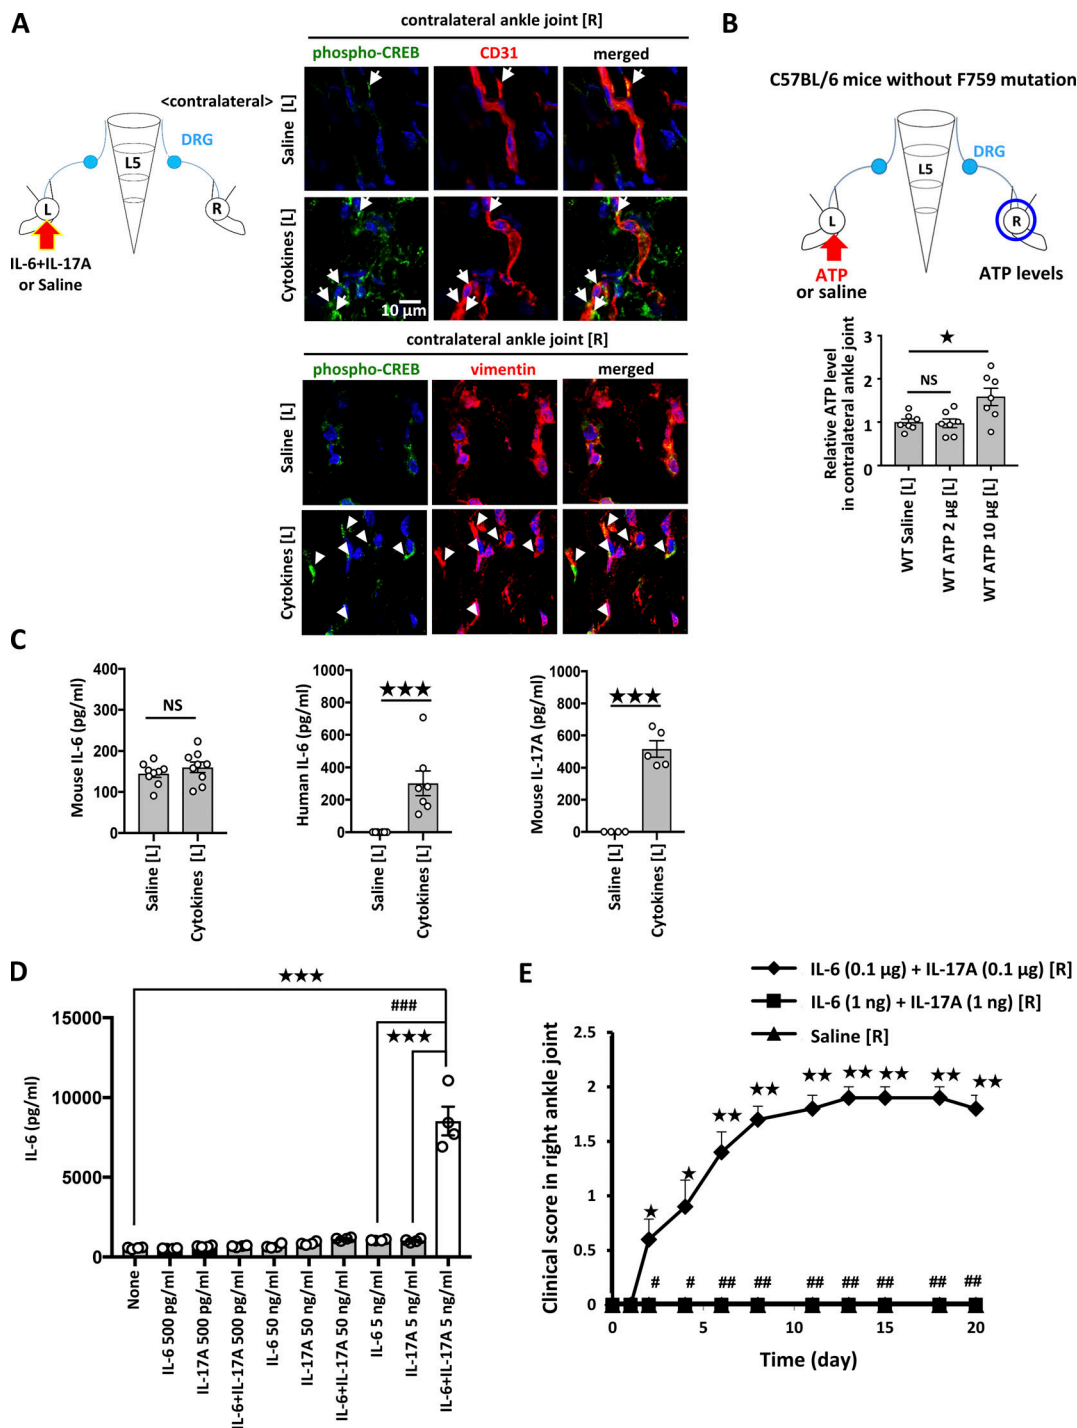 A
contralateral ankle joint [R]
phospho-CREB
CD31
merged
<contralateral>
DRG
L5
L
R
IL-6+IL-17A
or Saline
Saline [L]
Cytokines [L]
10 µm
contralateral ankle joint [R]
phospho-CREB
vimentin
merged
Saline [L]
Cytokines [L]
B
C57BL/6 mice without F759 mutation
DRG
L5
L
R
ATP
or saline
ATP levels
Relative ATP level
in contralateral ankle joint
3
2
1
0
★
NS
WT Saline [L]
WT ATP 2 µg [L]
WT ATP 10 µg [L]
C
Mouse IL-6 (pg/ml)
400
300
200
100
0
NS
Saline [L]
Cytokines [L]
Human IL-6 (pg/ml)
1000
800
600
400
200
0
★★★
Saline [L]
Cytokines [L]
Mouse IL-17A (pg/ml)
1000
800
600
400
200
0
★★★
Saline [L]
Cytokines [L]
D
IL-6 (pg/ml)
15000
10000
5000
0
★★★
###
★★★
None
IL-6 500 pg/ml
IL-17A 500 pg/ml
IL-6+IL-17A 500 pg/ml
IL-6 50 ng/ml
IL-17A 50 ng/ml
IL-6+IL-17A 50 ng/ml
IL-6 5 ng/ml
IL-17A 5 ng/ml
IL-6+IL-17A 5 ng/ml
E
IL-6 (0.1 µg) + IL-17A (0.1 µg) [R]
IL-6 (1 ng) + IL-17A (1 ng) [R]
Saline [R]
Clinical score in right ankle joint
2.5
2
1.5
1
0.5
0
★ ★ ★★ ★★ ★★ ★★ ★★ ★★ ★★
# # ## ## ## ## ## ## ##
0 5 10 15 20
Time (day)